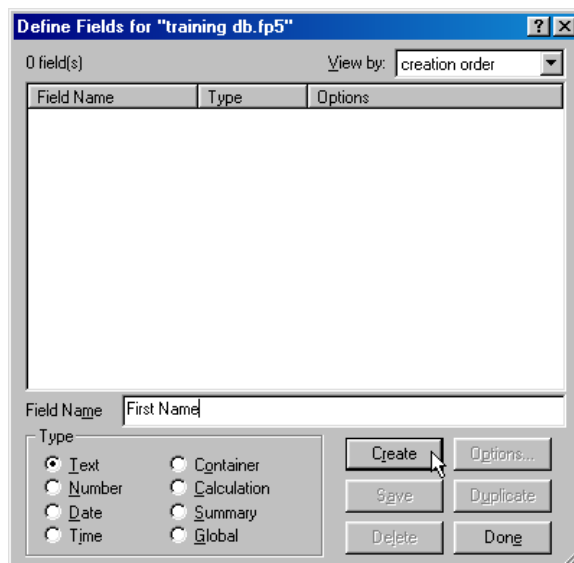 Define Fields for "training db.fp5"
0 field(s) View by: creation order
Field Name Type Options
Field Name First Name
Type
Text Container
Number Calculation
Date Summary
Time Global
Create Options...
Save Duplicate
Delete Done